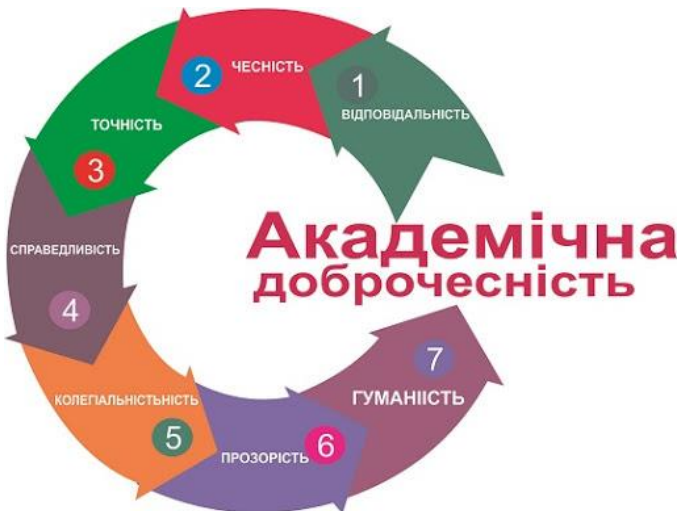 1
ВІДПОВІДАЛЬНІСТЬ
2
ЧЕСНІСТЬ
ТОЧНІСТЬ
3
СПРАВЕДЛИВІСТЬ
4
КОЛЕГІАЛЬНІСТЬНІСТЬ
5
ПРОЗОРІСТЬ
6
7
ГУМАНІІСТЬ
Академічна
доброчесність